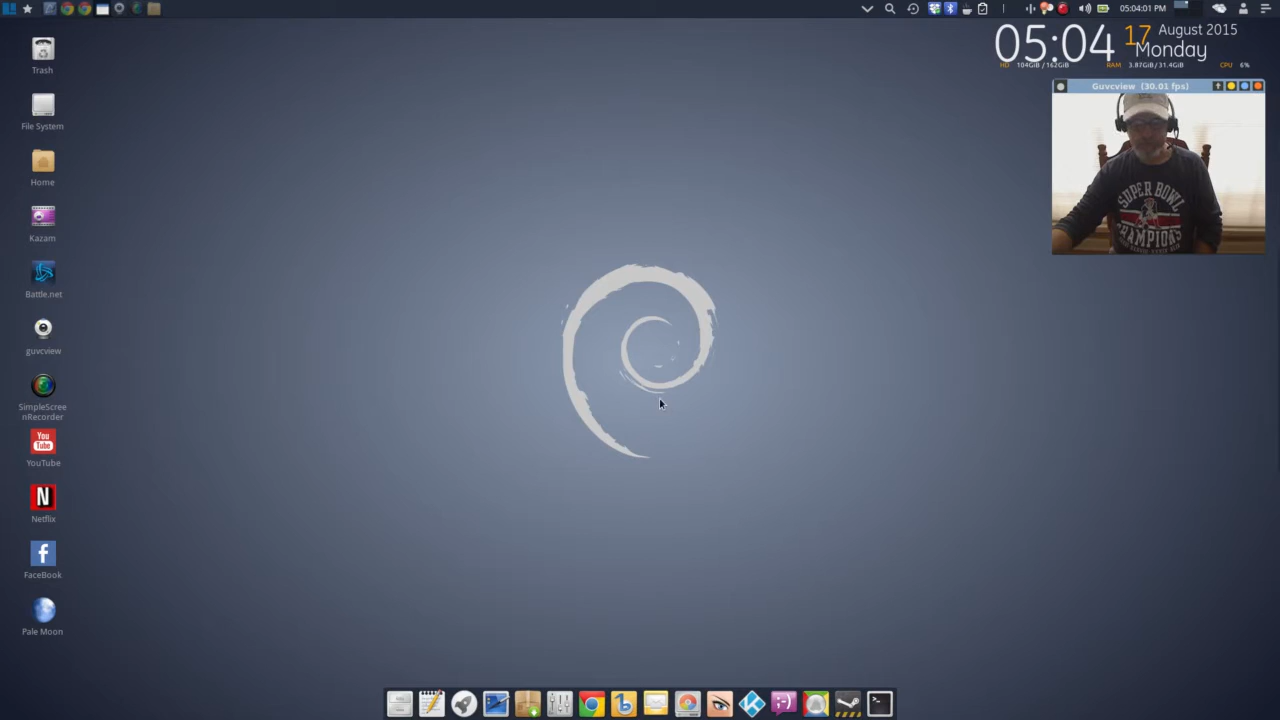 05:04:01 PM
05:04
17
August 2015
Monday
HD 104GiB / 162GiB
RAM 3.87GiB / 31.4GiB
CPU 6%
Guvcview (30.01 fps)
SUPER BOWL
CHAMPIONS
Trash
File System
Home
Kazam
Battle.net
guvcview
SimpleScree
nRecorder
You
Tube
YouTube
N
Netflix
f
FaceBook
Pale Moon